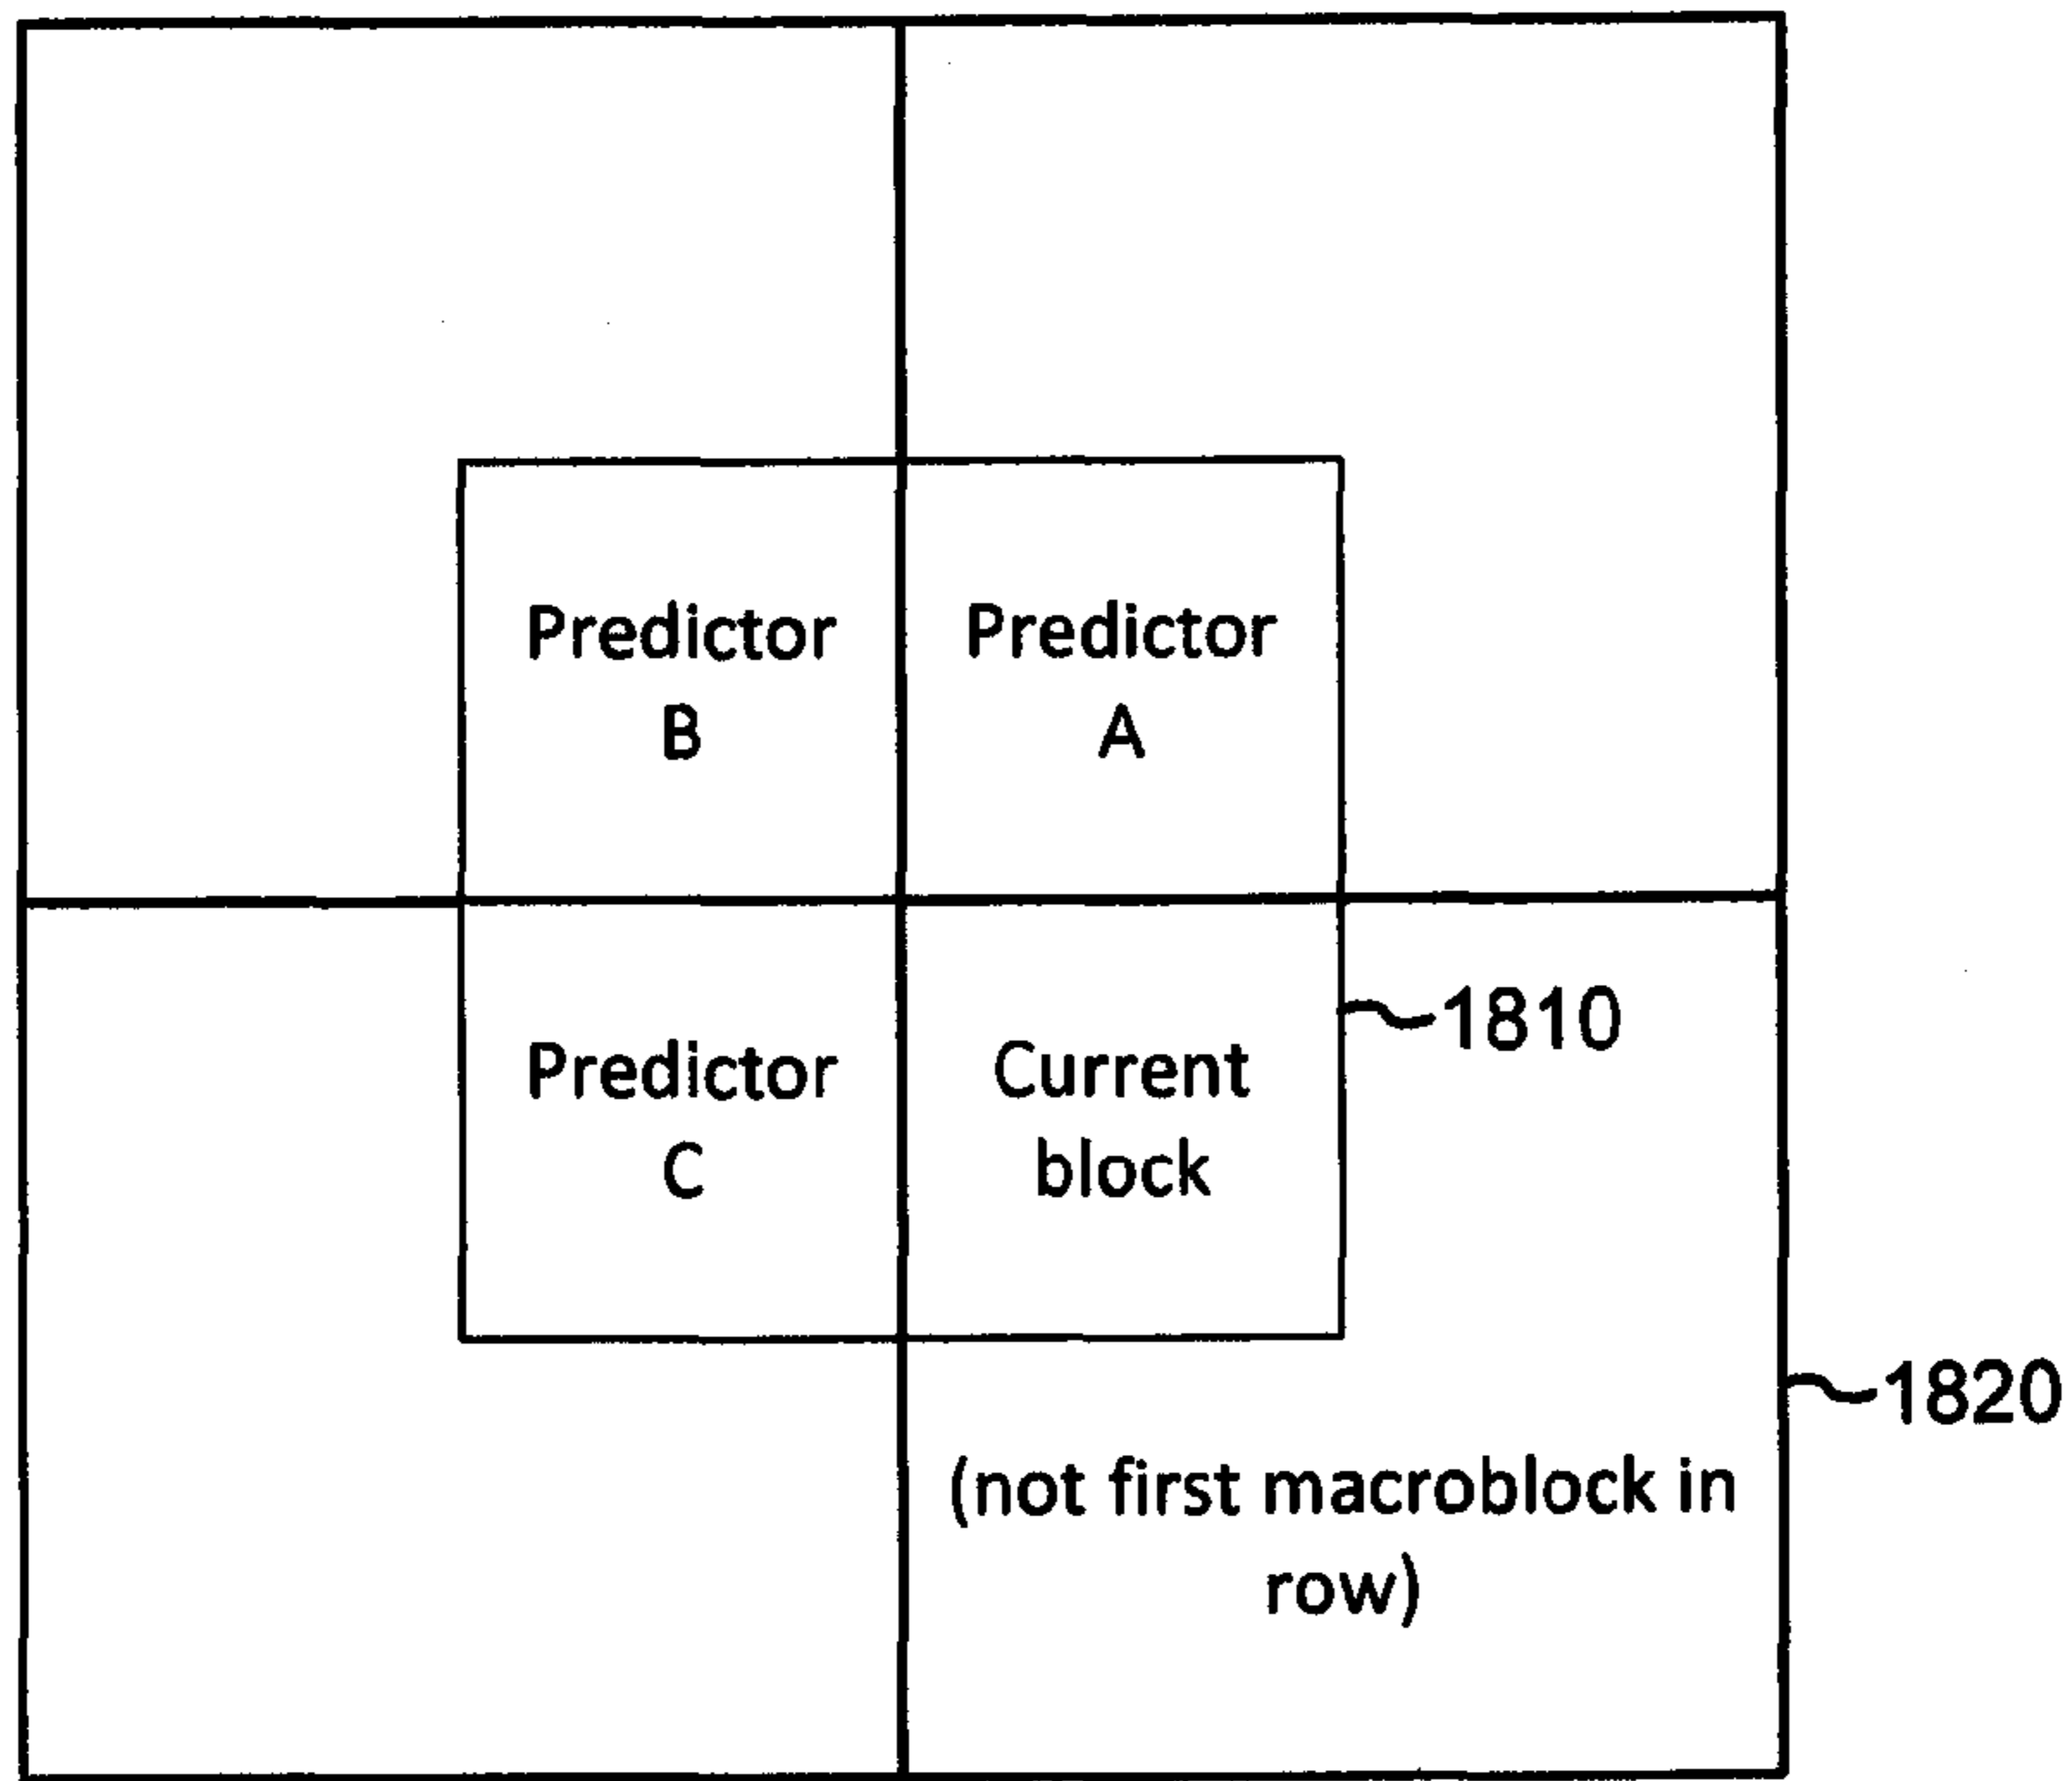 Predictor
B
Predictor
A
Predictor
C
Current
block
1810
1820
(not first macroblock in
row)